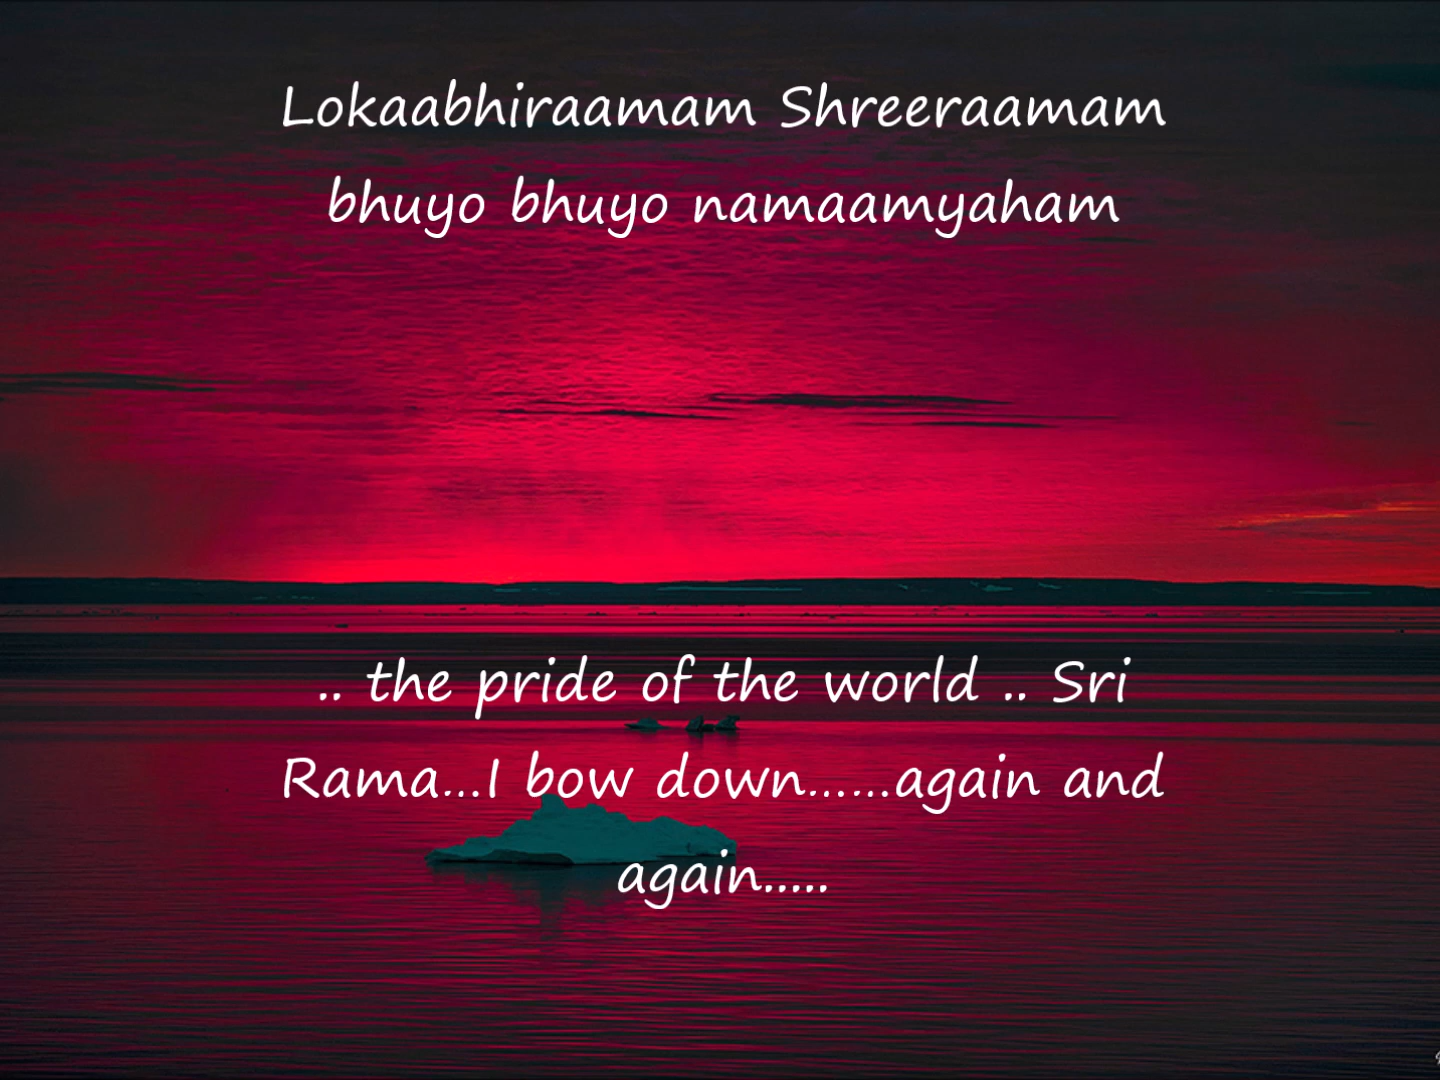 Lokaabhiraamam Shreeraamam
bhuyo bhuyo namaamyaham
.. the pride of the world .. Sri
Rama...I bow down......again and
again.....